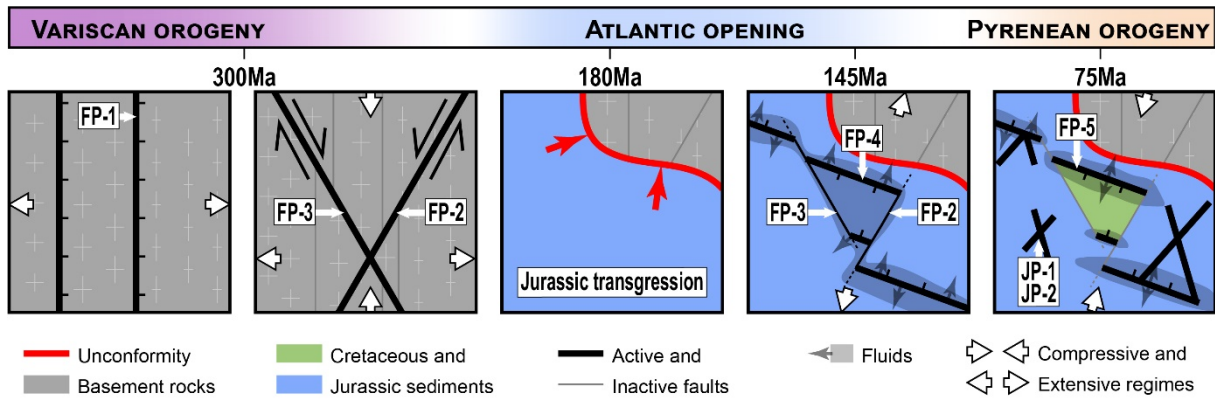 VARISCAN OROGENY ATLANTIC OPENING PYRENEAN OROGENY
300Ma 180Ma 145Ma 75Ma
FP-1
FP-3 FP-2
Jurassic transgression
FP-4
FP-3 FP-2
FP-5
JP-1
JP-2
Unconformity Cretaceous and Active and Fluids Compressive and
Basement rocks Jurassic sediments Inactive faults Extensive regimes